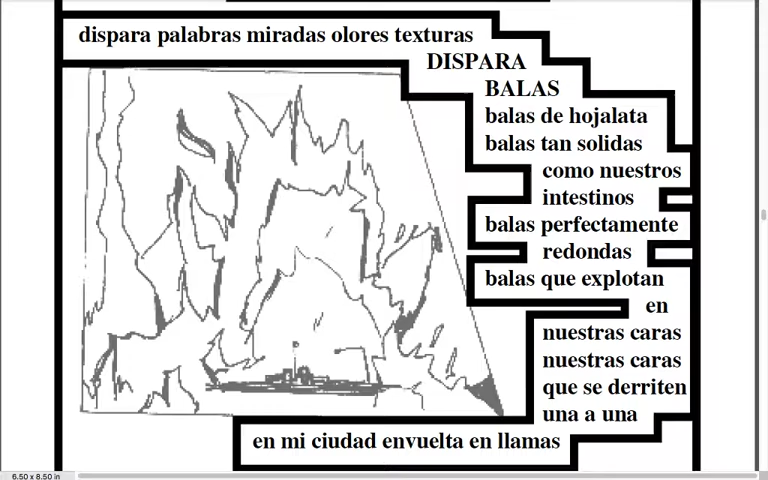 dispara palabras miradas olores texturas
DISPARA
BALAS
balas de hojalata
balas tan solidas
como nuestros
intestinos
balas perfectamente
redondas
balas que explotan
en
nuestras caras
nuestras caras
que se derriten
una a una
en mi ciudad envuelta en llamas
6.50 x 8.50 in